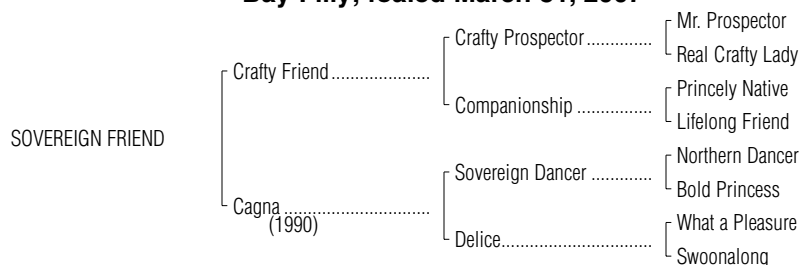 Bay Filly; foaled March 31, 2007
Mr. Prospector
Crafty Prospector..............
Real Crafty Lady
Crafty Friend.....................
Princely Native
Companionship ................
Lifelong Friend
SOVEREIGN FRIEND
Northern Dancer
Sovereign Dancer .............
Bold Princess
Cagna ..............................
(1990)
What a Pleasure
Delice................................
Swoonalong